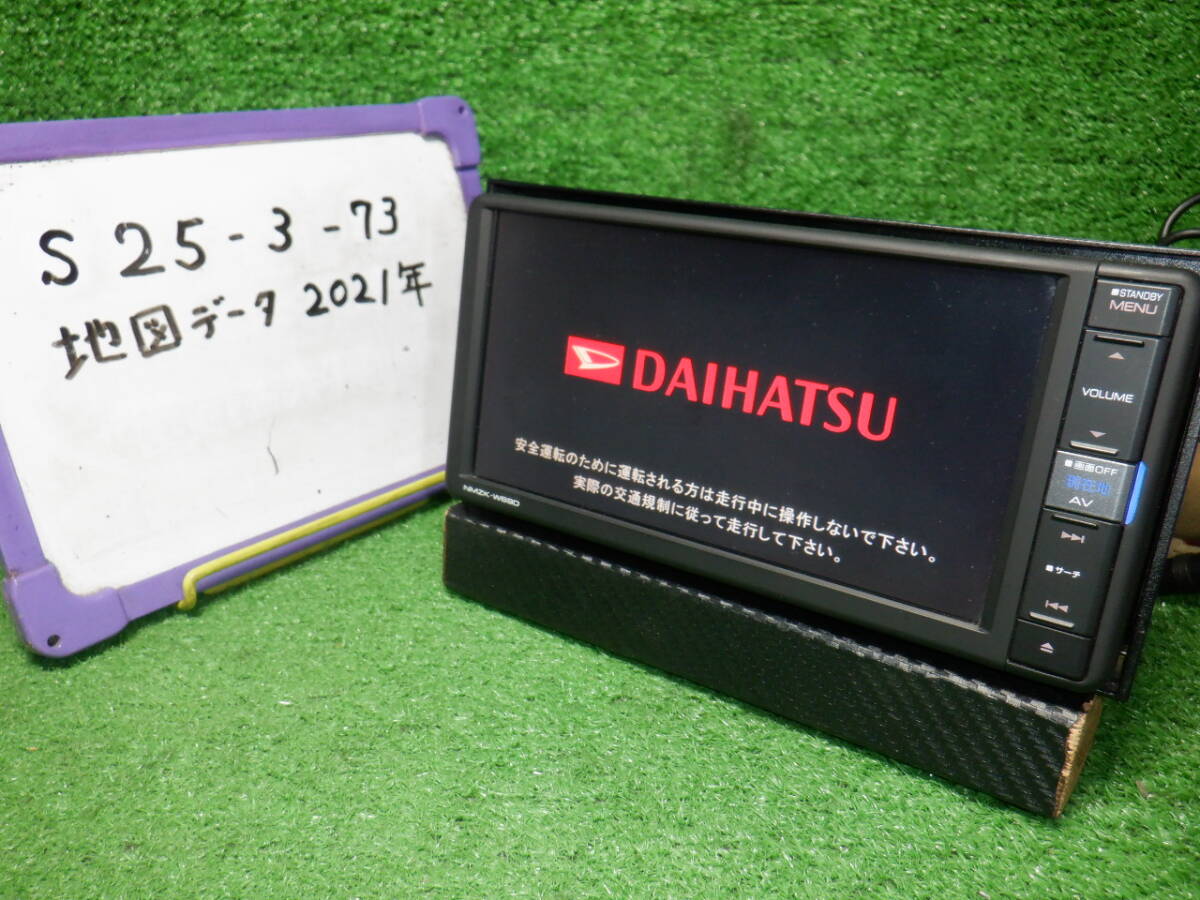 S 25-3-73
地図データ 2021年
DAIHATSU
安全運転のために運転される方は走行中に操作しないで下さい。
実際の交通規制に従って走行して下さい。
NMZK-W69D
STANDBY
MENU
VOLUME
画面OFF
現在地
AV
サーチ